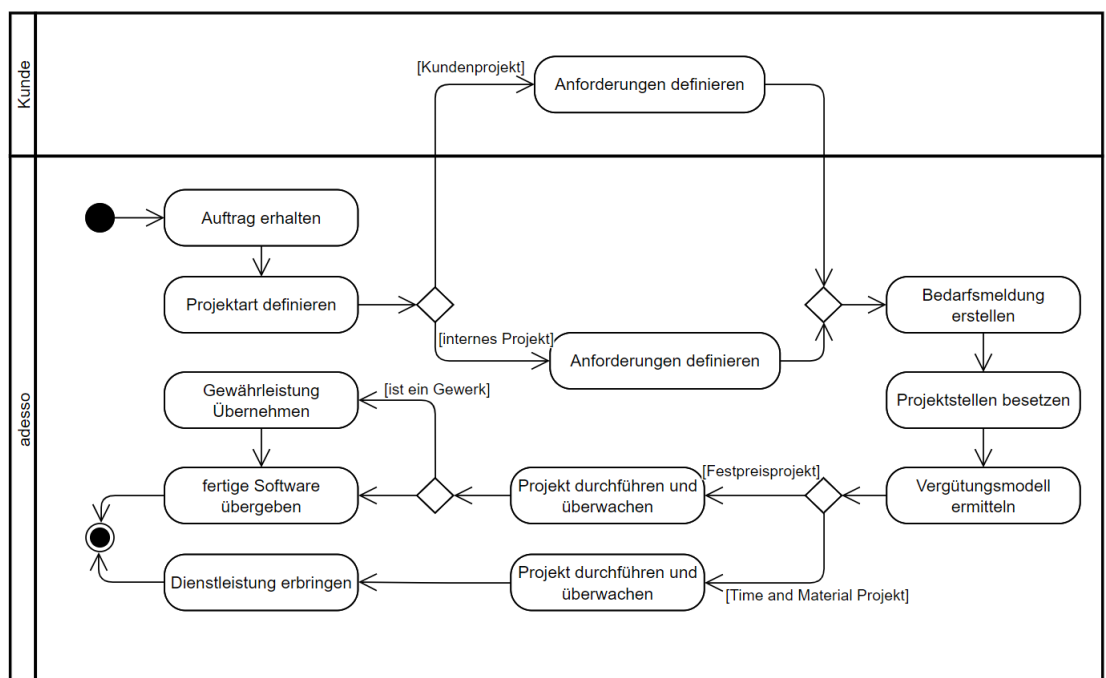 Kunde
[Kundenprojekt]
Anforderungen definieren
adesso
Auftrag erhalten
Projektart definieren
[internes Projekt]
Anforderungen definieren
Bedarfsmeldung
erstellen
Projektstellen besetzen
Vergütungsmodell
ermitteln
[Festpreisprojekt]
Projekt durchführen und
überwachen
[ist ein Gewerk]
Gewährleistung
Übernehmen
fertige Software
übergeben
[Time and Material Projekt]
Projekt durchführen und
überwachen
Dienstleistung erbringen